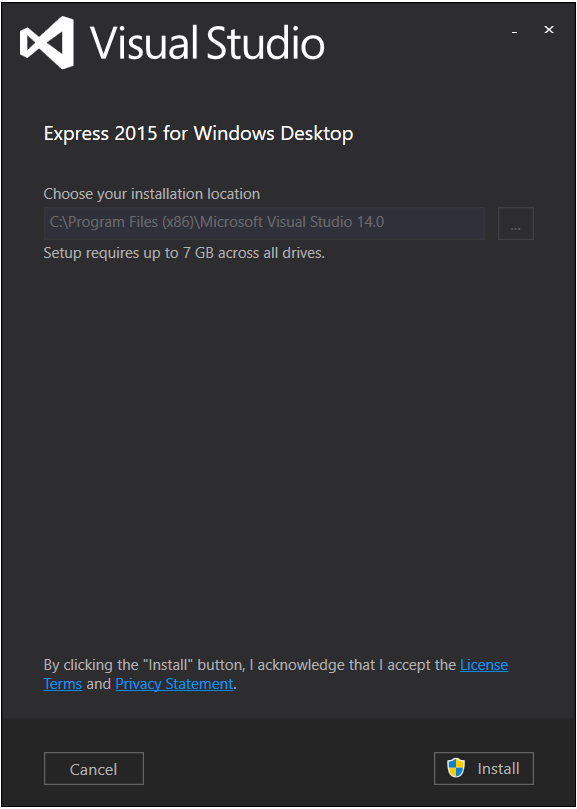 Visual Studio
Express 2015 for Windows Desktop
Choose your installation location
C:\Program Files (x86)\Microsoft Visual Studio 14.0
...
Setup requires up to 7 GB across all drives.
By clicking the "Install" button, I acknowledge that I accept the License
Terms and Privacy Statement.
Cancel
Install